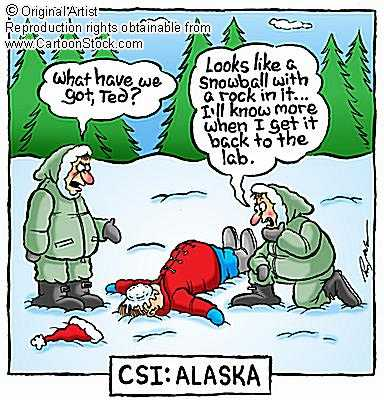 © Original Artist
Reproduction rights obtainable from
www.CartoonStock.com
What have we
got, Ted?
Looks like a
snowball with
a rock in it...
I'll know more
when I get it
back to the
lab.
CSI: ALASKA